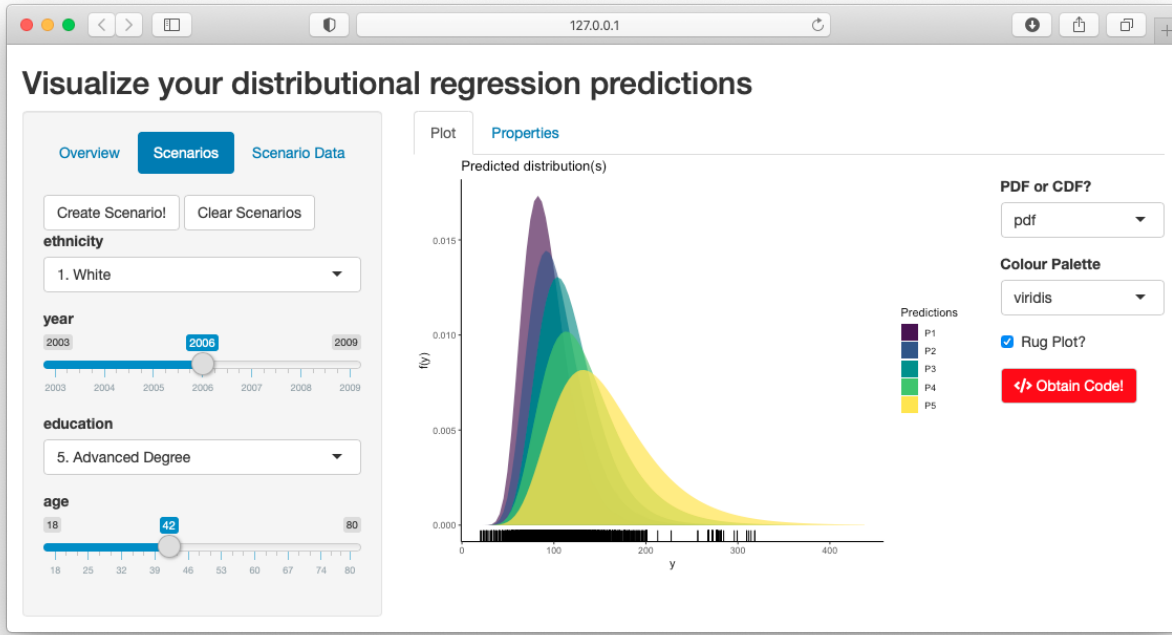 127.0.0.1
Visualize your distributional regression predictions
Overview Scenarios Scenario Data
Create Scenario! Clear Scenarios
ethnicity
1. White
year
2003 2006 2009
2003 2004 2005 2006 2007 2008 2009
education
5. Advanced Degree
age
18 42 80
18 25 32 39 46 53 60 67 74 80
Plot Properties
Predicted distribution(s)
f(y)
0.015
0.010
0.005
0.000
0 100 200 300 400
y
Predictions
P1
P2
P3
P4
P5
PDF or CDF?
pdf
Colour Palette
viridis
Rug Plot?
</> Obtain Code!